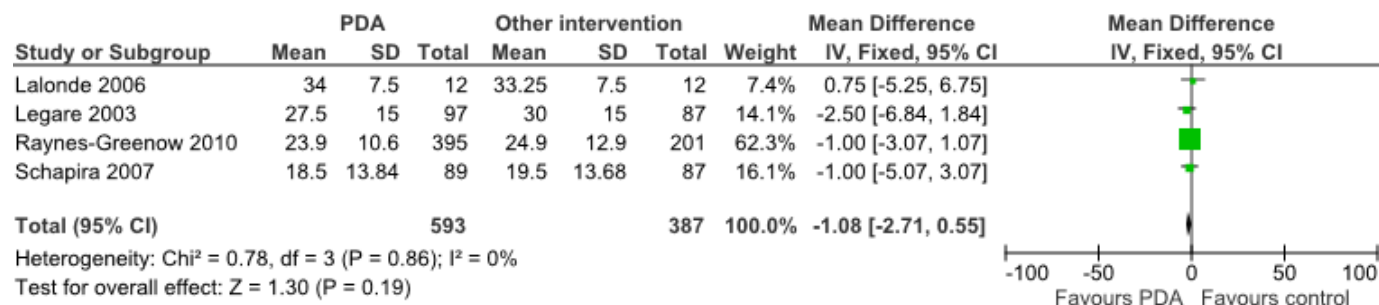 PDA Other intervention Mean Difference Mean Difference
Study or Subgroup Mean SD Total Mean SD Total Weight IV, Fixed, 95% CI IV, Fixed, 95% CI
Lalonde 2006 34 7.5 12 33.25 7.5 12 7.4% 0.75 [-5.25, 6.75]
Legare 2003 27.5 15 97 30 15 87 14.1% -2.50 [-6.84, 1.84]
Raynes-Greenow 2010 23.9 10.6 395 24.9 12.9 201 62.3% -1.00 [-3.07, 1.07]
Schapira 2007 18.5 13.84 89 19.5 13.68 87 16.1% -1.00 [-5.07, 3.07]
Total (95% CI) 593 387 100.0% -1.08 [-2.71, 0.55]
Heterogeneity: Chi² = 0.78, df = 3 (P = 0.86); I² = 0%
Test for overall effect: Z = 1.30 (P = 0.19)
-100 -50 0 50 100
Favours PDA Favours control